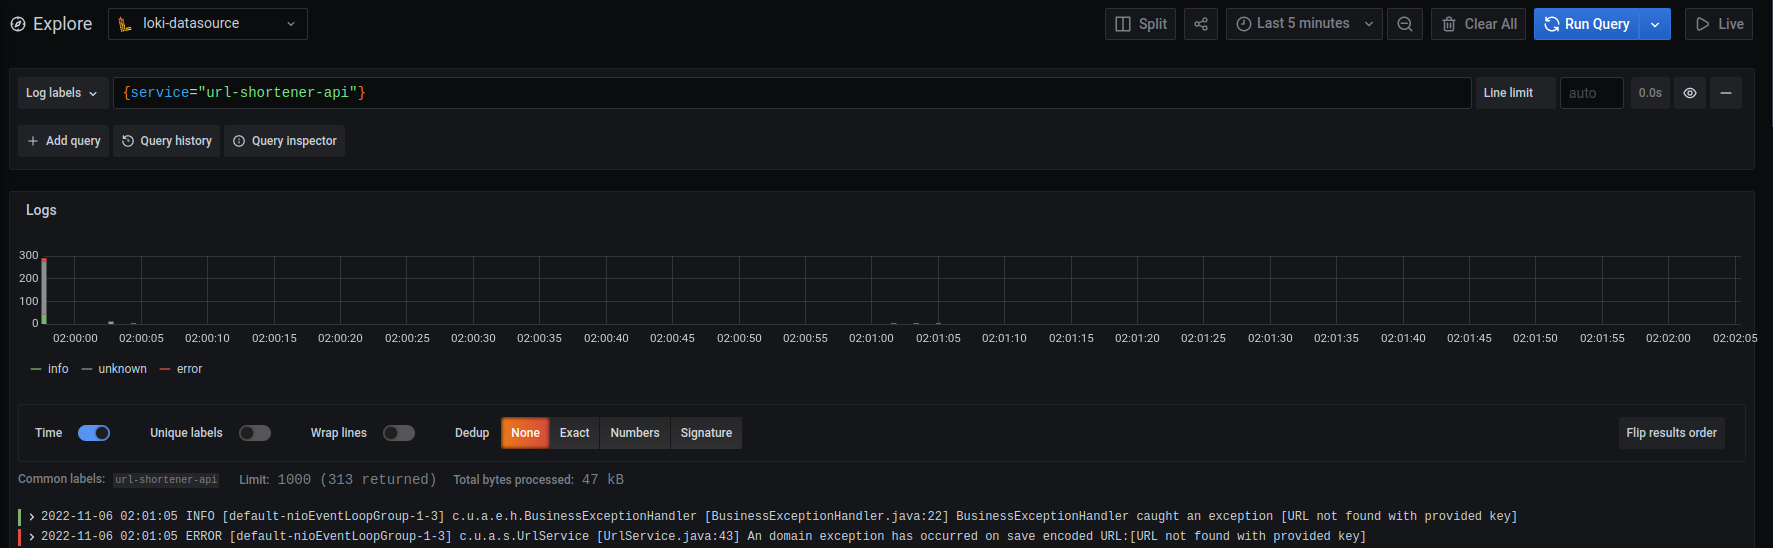 Explore loki-datasource Split Last 5 minutes Clear All Run Query Live
Log labels {service="url-shortener-api"} Line limit auto 0.0s
Add query Query history Query inspector
Logs
300
200
100
0
02:00:00 02:00:05 02:00:10 02:00:15 02:00:20 02:00:25 02:00:30 02:00:35 02:00:40 02:00:45 02:00:50 02:00:55 02:01:00 02:01:05 02:01:10 02:01:15 02:01:20 02:01:25 02:01:30 02:01:35 02:01:40 02:01:45 02:01:50 02:01:55 02:02:00 02:02:05
info unknown error
Time Unique labels Wrap lines Dedup None Exact Numbers Signature Flip results order
Common labels: url-shortener-api Limit: 1000 (313 returned) Total bytes processed: 47 kB
2022-11-06 02:01:05 INFO [default-nioEventLoopGroup-1-3] c.u.a.e.h.BusinessExceptionHandler [BusinessExceptionHandler.java:22] BusinessExceptionHandler caught an exception [URL not found with provided key]
2022-11-06 02:01:05 ERROR [default-nioEventLoopGroup-1-3] c.u.a.s.UrlService [UrlService.java:43] An domain exception has occurred on save encoded URL:[URL not found with provided key]